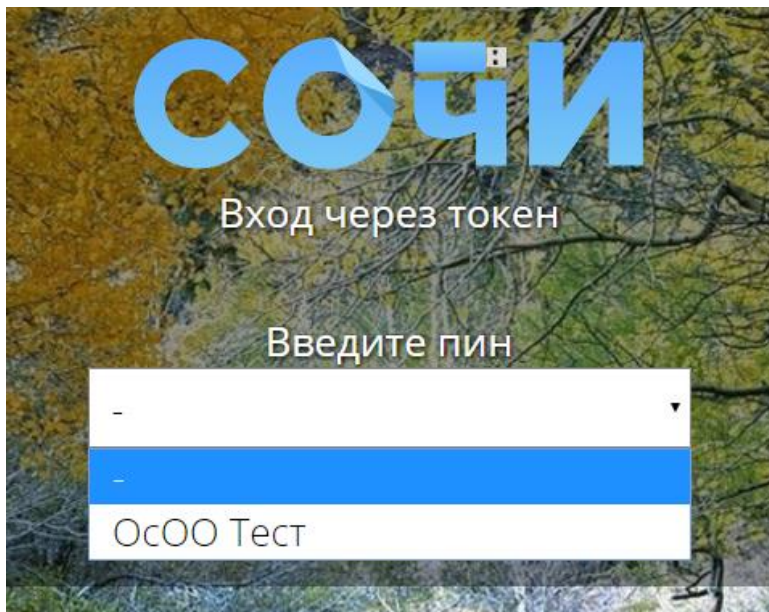 СОЧИ
Вход через токен
Введите пин
-
-
ОсОО Тест